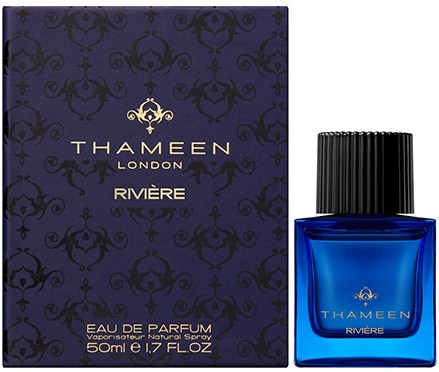 THAMEEN
LONDON
RIVIÈRE
EAU DE PARFUM
Vaporisateur Natural Spray
50ml e 1,7 FL.OZ
THAMEEN
RIVIÈRE